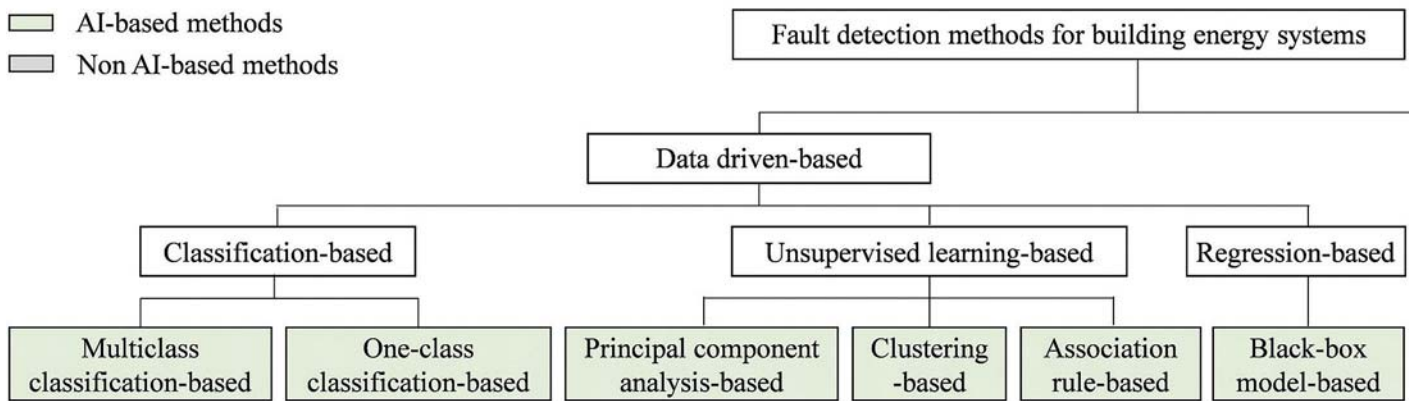 AI-based methods
Non AI-based methods
Fault detection methods for building energy systems
Data driven-based
Classification-based
Unsupervised learning-based
Regression-based
Multiclass
classification-based
One-class
classification-based
Principal component
analysis-based
Clustering
-based
Association
rule-based
Black-box
model-based